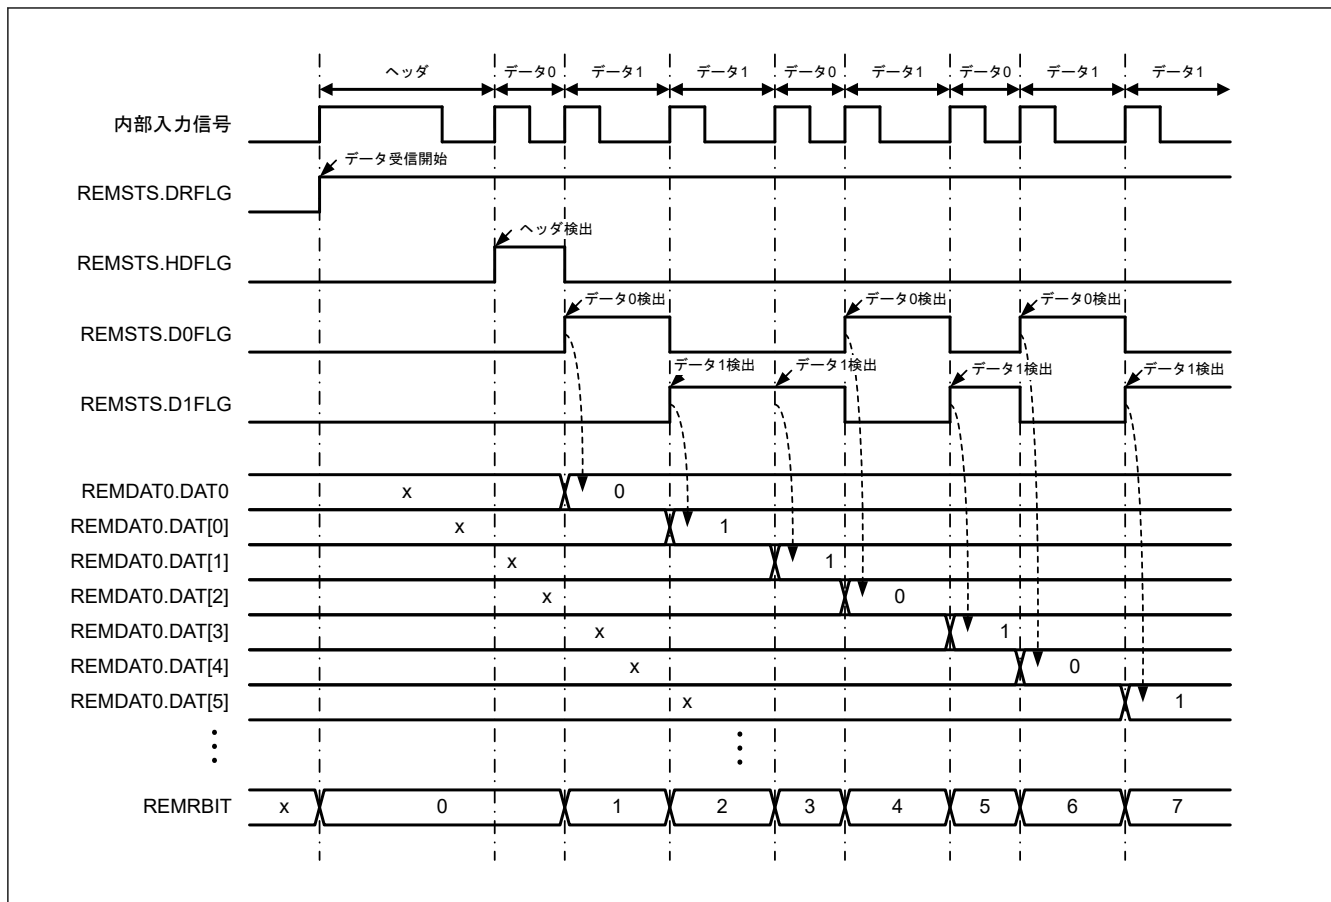 ヘッダ データ0 データ1 データ1 データ0 データ1 データ0 データ1 データ1
内部入力信号
データ受信開始
REMSTS.DRFLG
ヘッダ検出
REMSTS.HDFLG
データ0検出 データ0検出 データ0検出
REMSTS.D0FLG
データ1検出 データ1検出 データ1検出 データ1検出
REMSTS.D1FLG
REMDAT0.DAT0 x 0
REMDAT0.DAT[0] x 1
REMDAT0.DAT[1] x 1
REMDAT0.DAT[2] x 0
REMDAT0.DAT[3] x 1
REMDAT0.DAT[4] x 0
REMDAT0.DAT[5] x 1
REMRBIT x 0 1 2 3 4 5 6 7